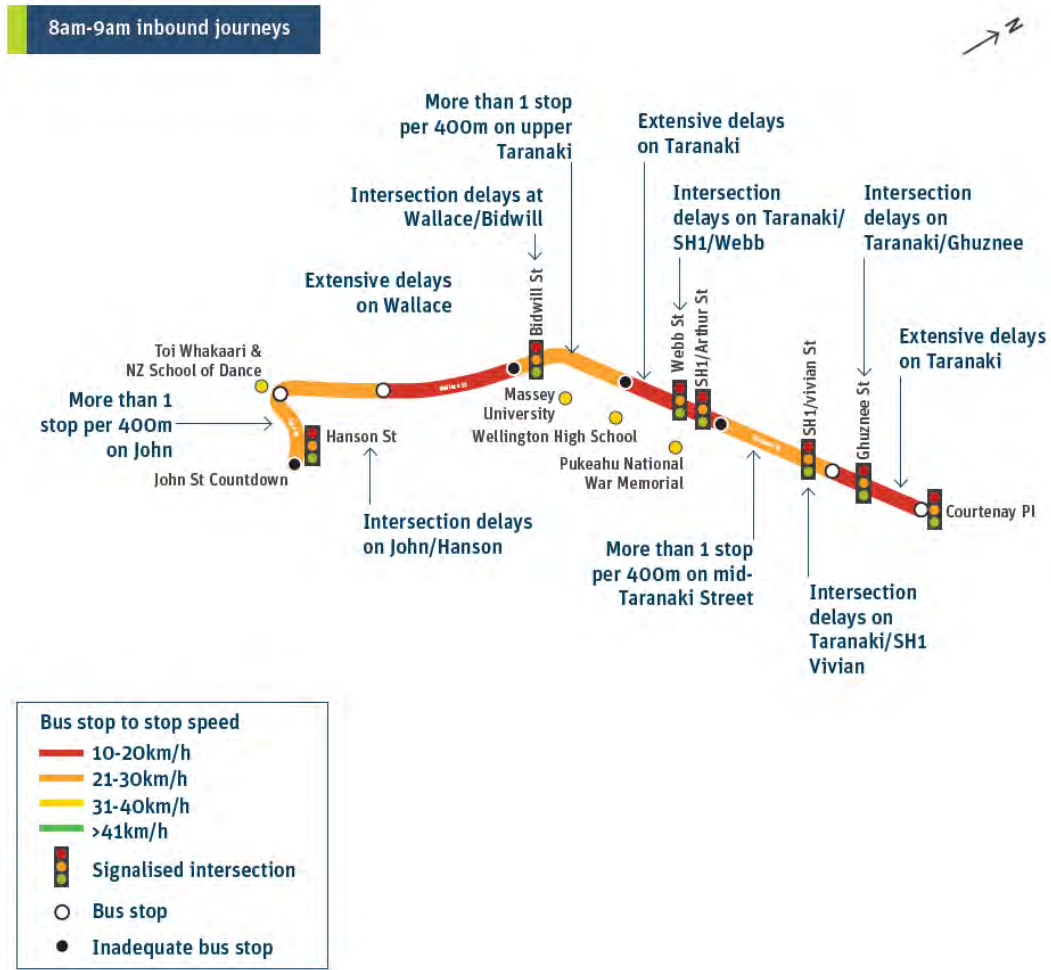 8am-9am inbound journeys
N
More than 1 stop
per 400m on upper
Taranaki
Extensive delays
on Taranaki
Intersection delays at
Wallace/Bidwill
Intersection
delays on Taranaki/
SH1/Webb
Intersection
delays on
Taranaki/Ghuznee
Extensive delays
on Wallace
Bidwill St
Webb St
SH1/Arthur St
SH1/vivian St
Ghuznee St
Extensive delays
on Taranaki
Toi Whakaari &
NZ School of Dance
More than 1
stop per 400m
on John
Hanson St
John St Countdown
Massey
University
Wellington High School
Pukeahu National
War Memorial
Courtenay Pl
Intersection delays
on John/Hanson
More than 1 stop
per 400m on mid-
Taranaki Street
Intersection
delays on
Taranaki/SH1
Vivian
Bus stop to stop speed
10-20km/h
21-30km/h
31-40km/h
>41km/h
Signalised intersection
Bus stop
Inadequate bus stop